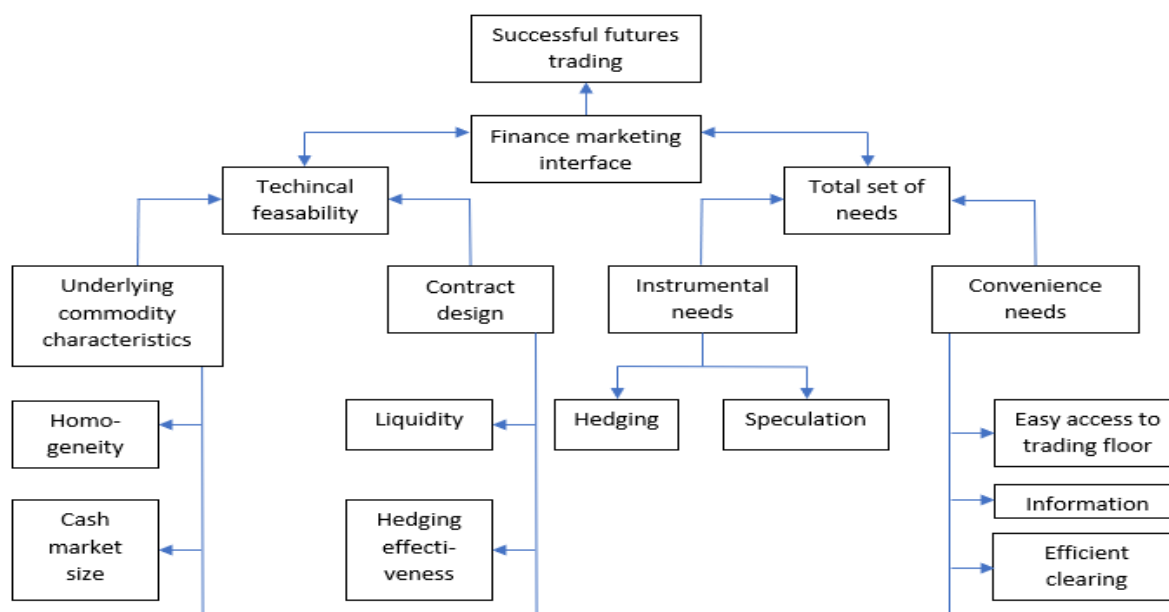 Successful futures
trading
Finance marketing
interface
Techincal
feasability
Total set of
needs
Underlying
commodity
characteristics
Contract
design
Instrumental
needs
Convenience
needs
Homo-
geneity
Liquidity
Hedging
Speculation
Easy access to
trading floor
Cash
market
size
Hedging
effecti-
veness
Information
Efficient
clearing